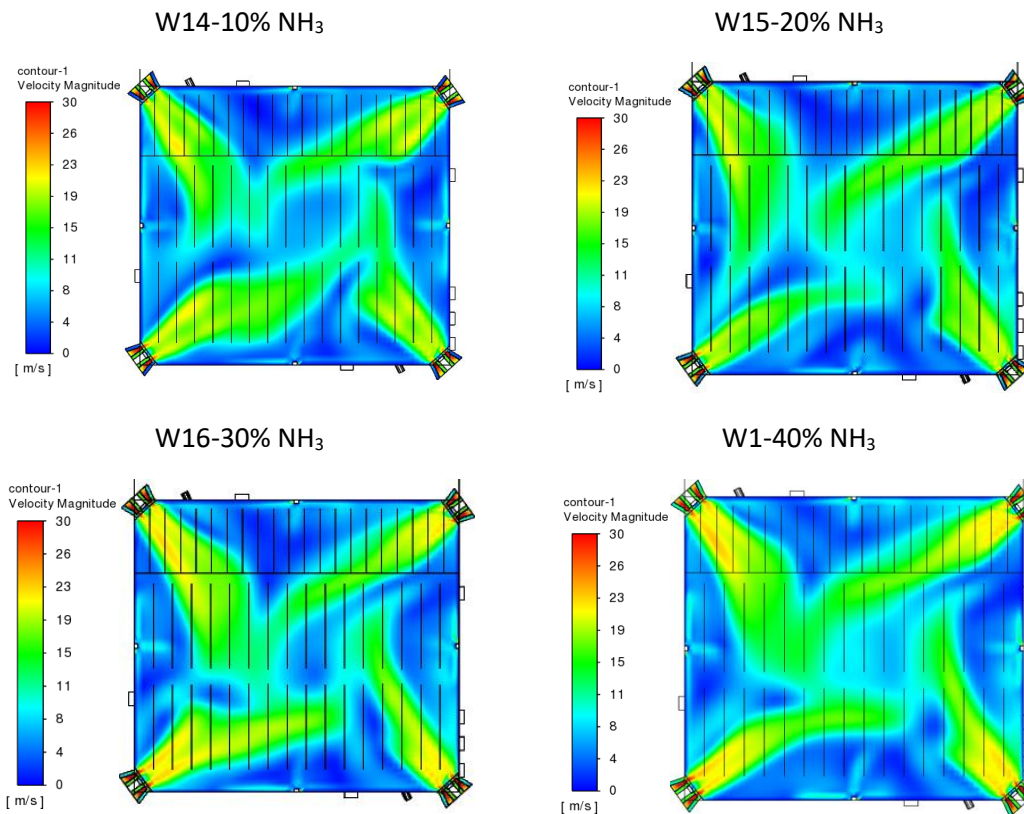 W14-10% NH₃
contour-1
Velocity Magnitude
30
26
23
19
15
11
8
4
0
[ m/s ]
W15-20% NH₃
contour-1
Velocity Magnitude
30
26
23
19
15
11
8
4
0
[ m/s ]
W16-30% NH₃
contour-1
Velocity Magnitude
30
26
23
19
15
11
8
4
0
[ m/s ]
W1-40% NH₃
contour-1
Velocity Magnitude
30
26
23
19
15
11
8
4
0
[ m/s ]